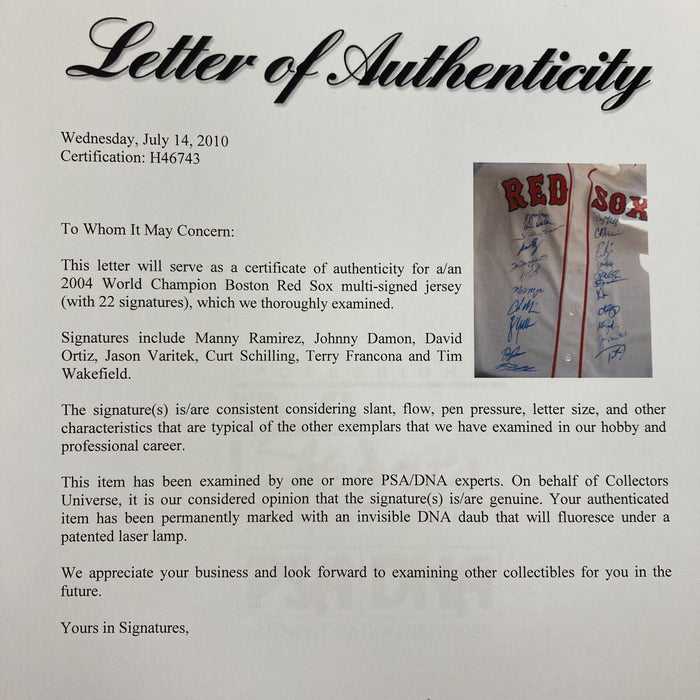 Letter of Authenticity
Wednesday, July 14, 2010
Certification: H46743
RED SOX
To Whom It May Concern:
This letter will serve as a certificate of authenticity for a/an
2004 World Champion Boston Red Sox multi-signed jersey
(with 22 signatures), which we thoroughly examined.
Signatures include Manny Ramirez, Johnny Damon, David
Ortiz, Jason Varitek, Curt Schilling, Terry Francona and Tim
Wakefield.
The signature(s) is/are consistent considering slant, flow, pen pressure, letter size, and other
characteristics that are typical of the other exemplars that we have examined in our hobby and
professional career.
This item has been examined by one or more PSA/DNA experts. On behalf of Collectors
Universe, it is our considered opinion that the signature(s) is/are genuine. Your authenticated
item has been permanently marked with an invisible DNA daub that will fluoresce under a
patented laser lamp.
We appreciate your business and look forward to examining other collectibles for you in the
future.
Yours in Signatures,